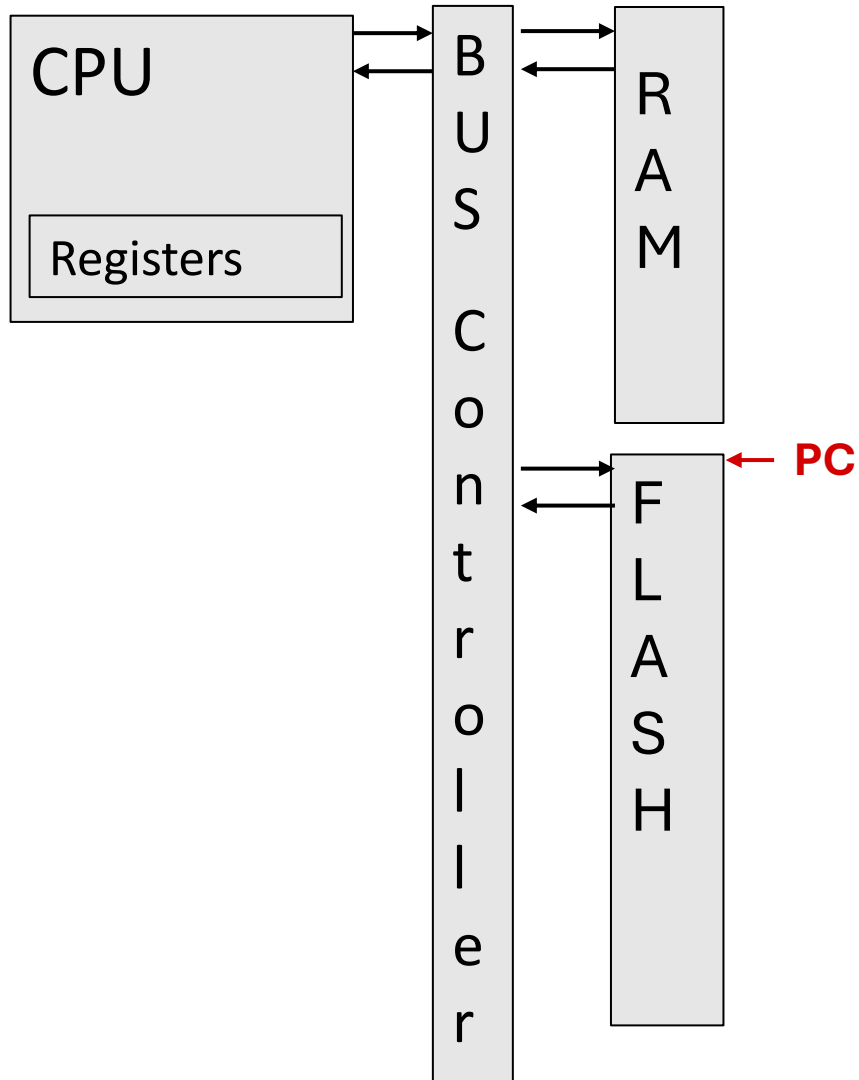 CPU
Registers
BUS Controller
RAM
PC
FLASH